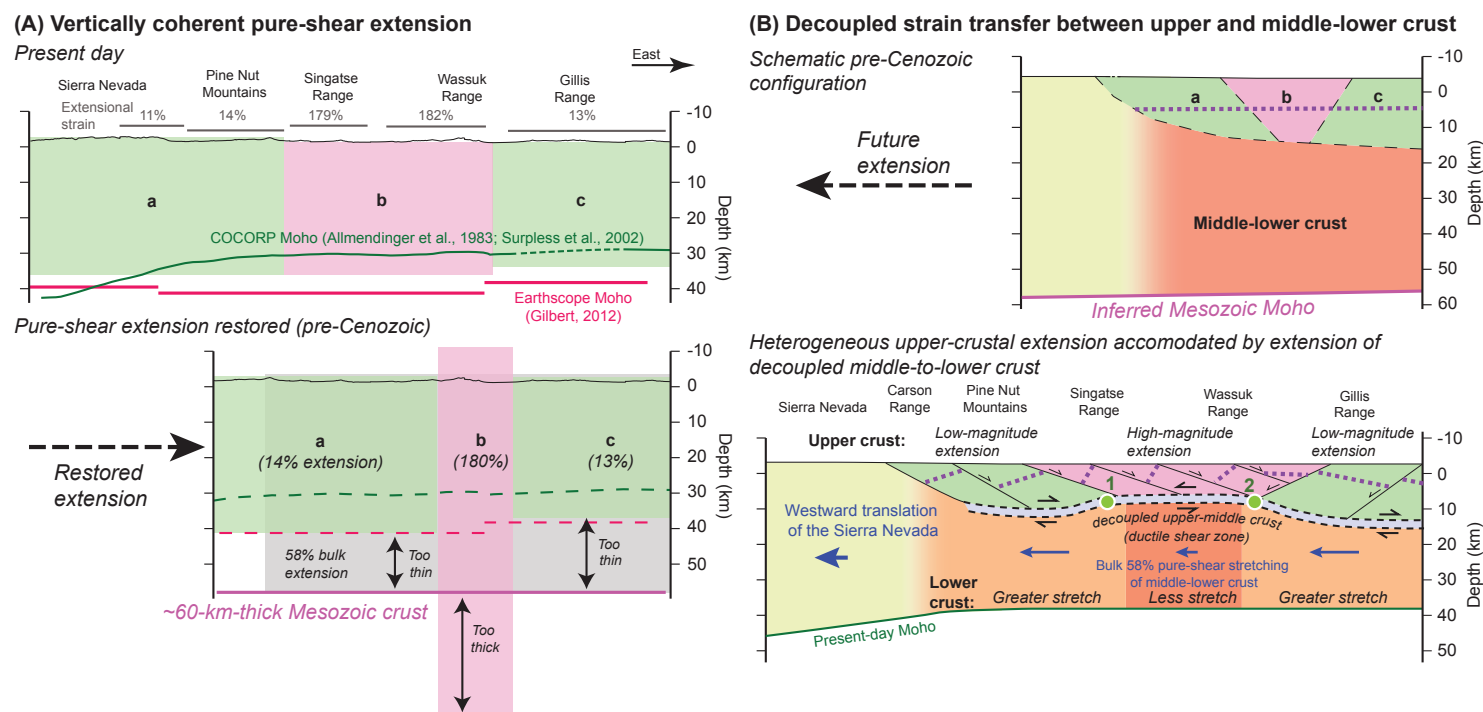 (A) Vertically coherent pure-shear extension
Present day
East
Sierra Nevada
Pine Nut
Mountains
Singatse
Range
Wassuk
Range
Gillis
Range
Extensional
strain
11%
14%
179%
182%
13%
-10
0
10
20
30
40
Depth (km)
a
b
c
COCORP Moho (Allmendinger et al., 1983; Surpless et al., 2002)
Earthscope Moho
(Gilbert, 2012)
Pure-shear extension restored (pre-Cenozoic)
-10
0
10
20
30
40
50
Depth (km)
Restored
extension
a
(14% extension)
b
(180%)
c
(13%)
58% bulk
extension
Too
thin
Too
thin
~60-km-thick Mesozoic crust
Too
thick
(B) Decoupled strain transfer between upper and middle-lower crust
Schematic pre-Cenozoic
configuration
Future
extension
a
b
c
Middle-lower crust
Inferred Mesozoic Moho
-10
0
10
20
30
40
50
60
Depth (km)
Heterogeneous upper-crustal extension accomodated by extension of
decoupled middle-to-lower crust
Sierra Nevada
Carson
Range
Pine Nut
Mountains
Singatse
Range
Wassuk
Range
Gillis
Range
Upper crust:
Low-magnitude
extension
High-magnitude
extension
Low-magnitude
extension
1
2
Westward translation
of the Sierra Nevada
decoupled upper-middle crust
(ductile shear zone)
Bulk 58% pure-shear stretching
of middle-lower crust
Lower
crust:
Greater stretch
Less stretch
Greater stretch
Present-day Moho
-10
0
10
20
30
40
50
Depth (km)